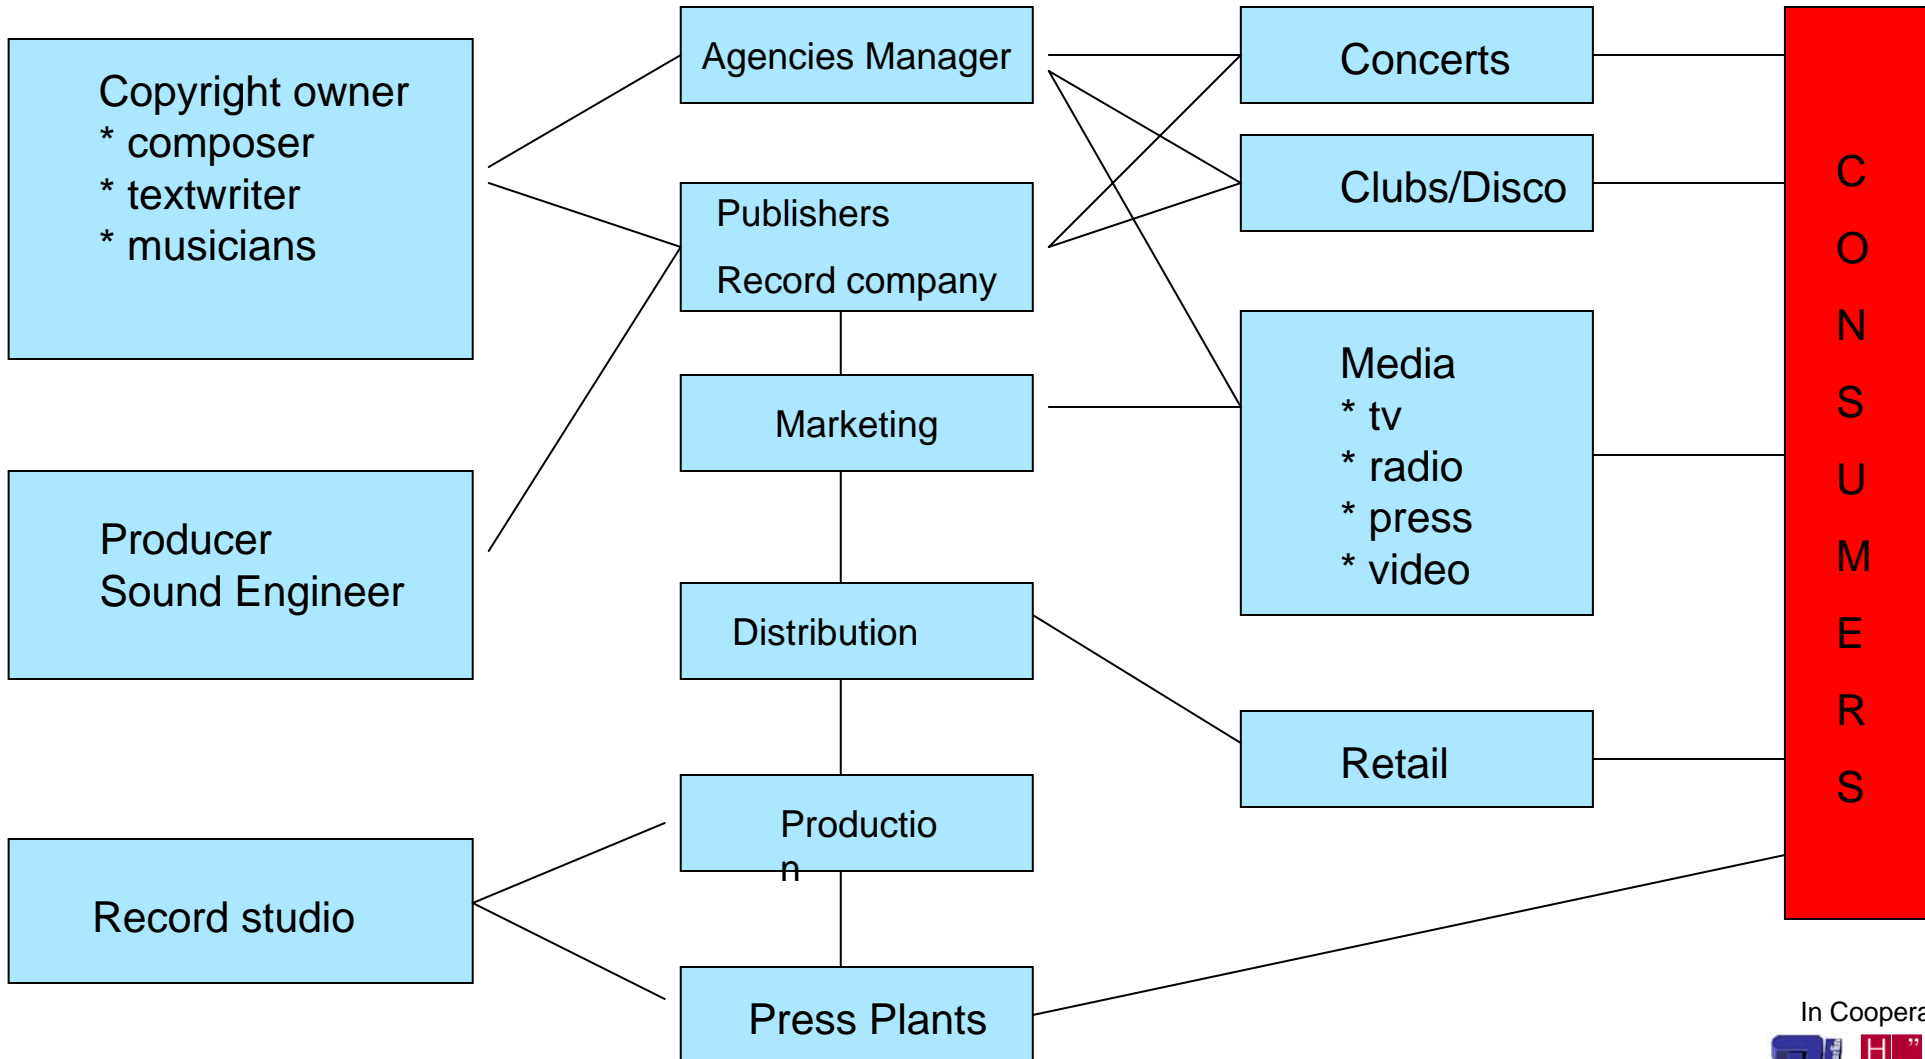 Copyright owner
* composer
* textwriter
* musicians
Producer
Sound Engineer
Record studio
Agencies Manager
Publishers
Record company
Marketing
Distribution
Productio
n
Press Plants
Concerts
Clubs/Disco
Media
* tv
* radio
* press
* video
Retail
C
O
N
S
U
M
E
R
S
In Coopera
H "